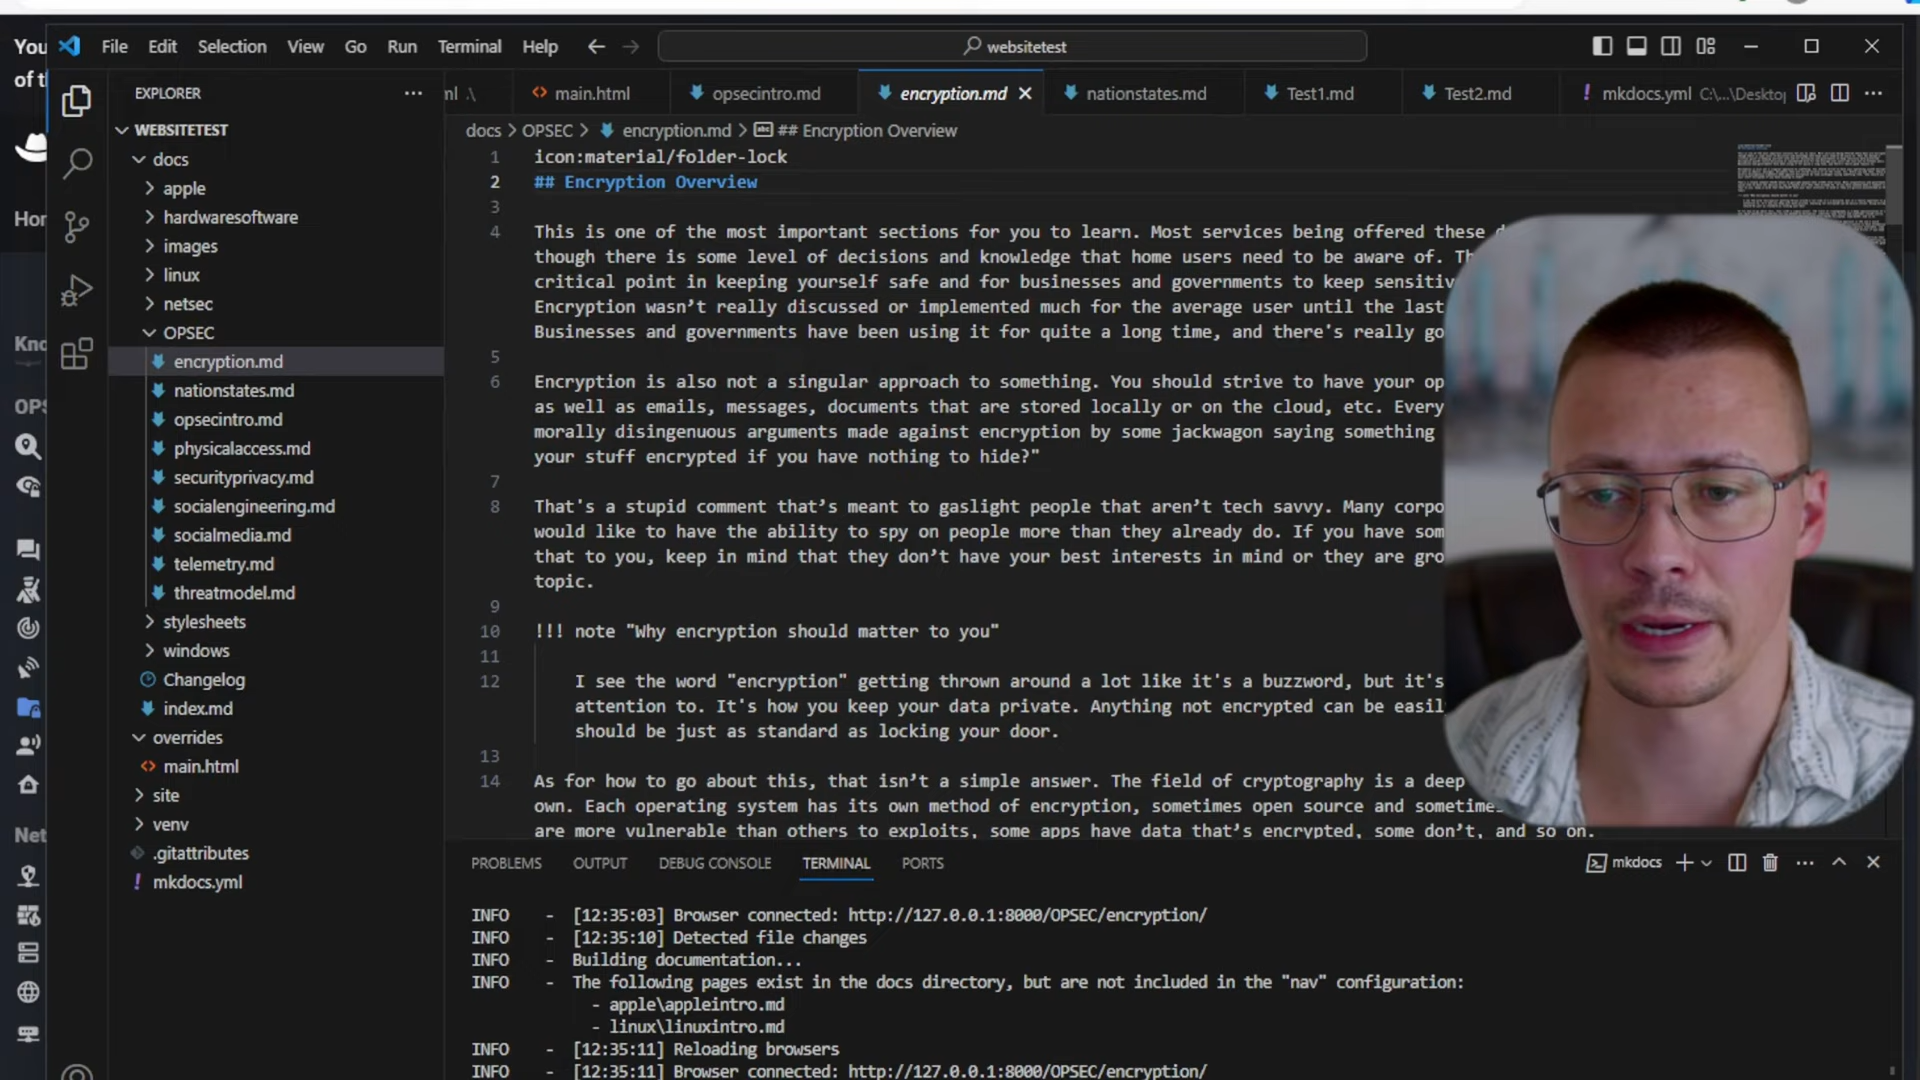 You
of t
File Edit Selection View Go Run Terminal Help
websitetest
EXPLORER
WEBSITETEST
docs
apple
hardwaresoftware
images
linux
netsec
OPSEC
encryption.md
nationstates.md
opsecintro.md
physicalaccess.md
securityprivacy.md
socialengineering.md
socialmedia.md
telemetry.md
threatmodel.md
stylesheets
windows
Changelog
index.md
overrides
main.html
site
venv
.gitattributes
mkdocs.yml
Hor
Kno
OPS
Net
ml .\ main.html opsecintro.md encryption.md nationstates.md Test1.md Test2.md mkdocs.yml C:\...\Deskto
docs > OPSEC > encryption.md > ## Encryption Overview
1 icon:material/folder-lock
2 ## Encryption Overview
3
4 This is one of the most important sections for you to learn. Most services being offered these d
though there is some level of decisions and knowledge that home users need to be aware of. Th
critical point in keeping yourself safe and for businesses and governments to keep sensitiv
Encryption wasn’t really discussed or implemented much for the average user until the last
Businesses and governments have been using it for quite a long time, and there's really go
5
6 Encryption is also not a singular approach to something. You should strive to have your op
as well as emails, messages, documents that are stored locally or on the cloud, etc. Every
morally disingenuous arguments made against encryption by some jackwagon saying something
your stuff encrypted if you have nothing to hide?"
7
8 That's a stupid comment that’s meant to gaslight people that aren’t tech savvy. Many corpo
would like to have the ability to spy on people more than they already do. If you have som
that to you, keep in mind that they don’t have your best interests in mind or they are gro
topic.
9
10 !!! note "Why encryption should matter to you"
11
12 I see the word "encryption" getting thrown around a lot like it's a buzzword, but it's
attention to. It's how you keep your data private. Anything not encrypted can be easil
should be just as standard as locking your door.
13
14 As for how to go about this, that isn’t a simple answer. The field of cryptography is a deep
own. Each operating system has its own method of encryption, sometimes open source and sometimes
are more vulnerable than others to exploits, some apps have data that’s encrypted, some don’t, and so on.
PROBLEMS OUTPUT DEBUG CONSOLE TERMINAL PORTS mkdocs
INFO - [12:35:03] Browser connected: http://127.0.0.1:8000/OPSEC/encryption/
INFO - [12:35:10] Detected file changes
INFO - Building documentation...
INFO - The following pages exist in the docs directory, but are not included in the "nav" configuration:
- apple\appleintro.md
- linux\linuxintro.md
INFO - [12:35:11] Reloading browsers
INFO - [12:35:11] Browser connected: http://127.0.0.1:8000/OPSEC/encryption/